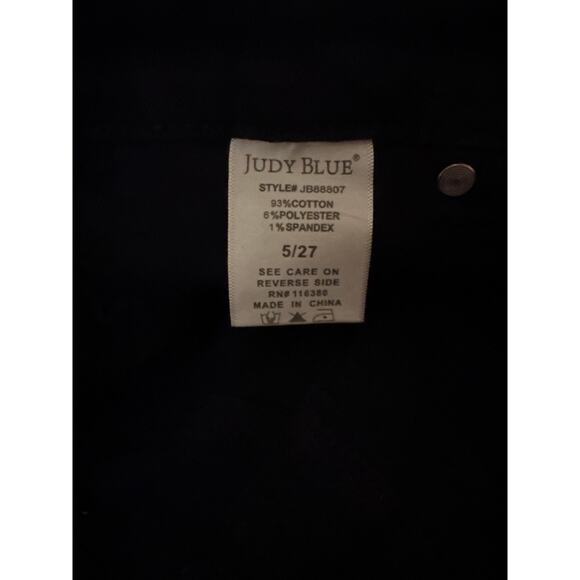 JUDY BLUE®
STYLE# JB88807
93%COTTON
6%POLYESTER
1%SPANDEX
5/27
SEE CARE ON
REVERSE SIDE
RN# 116380
MADE IN CHINA